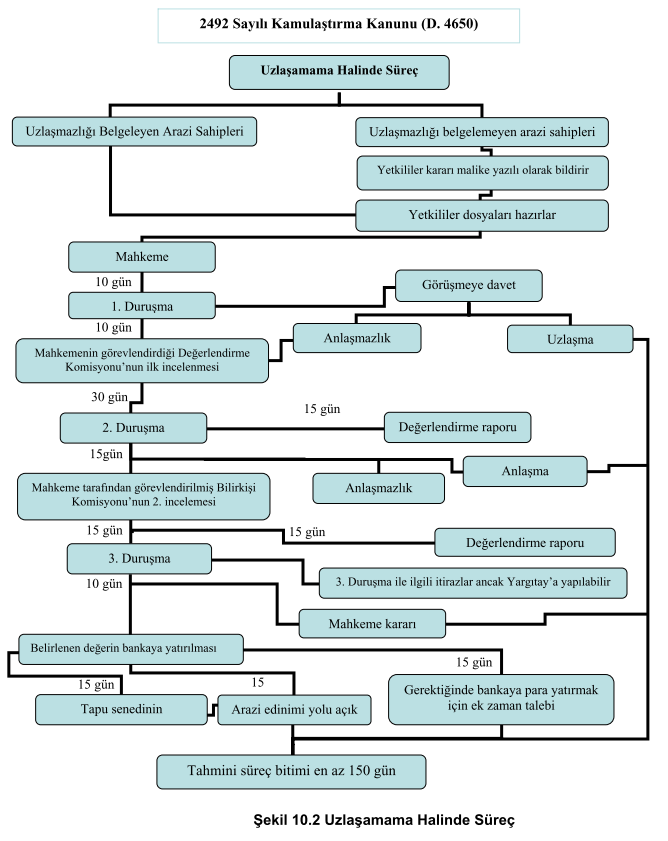 2492 Sayılı Kamulaştırma Kanunu (D. 4650)
Uzlaşamama Halinde Süreç
Uzlaşmazlığı Belgeleyen Arazi Sahipleri
Uzlaşmazlığı belgelemeyen arazi sahipleri
Yetkililer kararı malike yazılı olarak bildirir
Yetkililer dosyaları hazırlar
Mahkeme
10 gün
Görüşmeye davet
1. Duruşma
10 gün
Anlaşmazlık
Uzlaşma
Mahkemenin görevlendirdiği Değerlendirme
Komisyonu’nun ilk incelenmesi
30 gün
15 gün
2. Duruşma
Değerlendirme raporu
15gün
Anlaşma
Anlaşmazlık
Mahkeme tarafından görevlendirilmiş Bilirkişi
Komisyonu’nun 2. incelemesi
15 gün
15 gün
Değerlendirme raporu
3. Duruşma
10 gün
3. Duruşma ile ilgili itirazlar ancak Yargıtay’a yapılabilir
Mahkeme kararı
Belirlenen değerin bankaya yatırılması
15 gün
15 gün
15
Gerektiğinde bankaya para yatırmak
için ek zaman talebi
Tapu senedinin
Arazi edinimi yolu açık
Tahmini süreç bitimi en az 150 gün
Şekil 10.2 Uzlaşamama Halinde Süreç